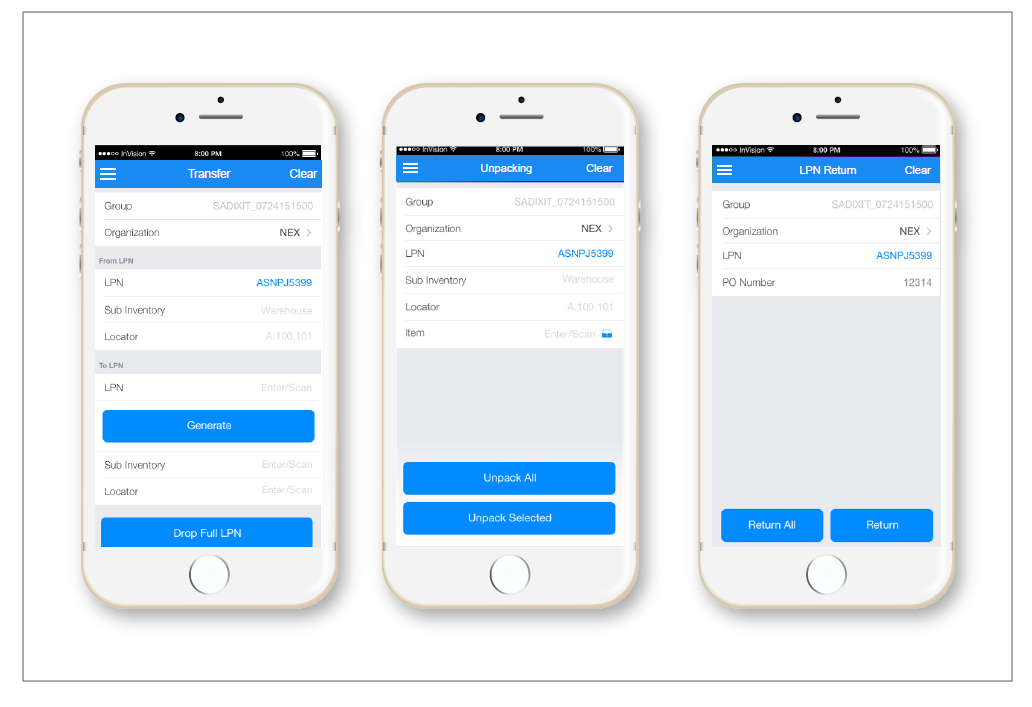 InVision 8:00 PM 100%
Transfer Clear
Group SADIXIT_0724151500
Organization NEX
From LPN
LPN ASNPJ5399
Sub Inventory Warehouse
Locator A.100.101
To LPN
LPN Enter/Scan
Generate
Sub Inventory Enter/Scan
Locator Enter/Scan
Drop Full LPN
InVision 8:00 PM 100%
Unpacking Clear
Group SADIXIT_0724151500
Organization NEX
LPN ASNPJ5399
Sub Inventory Warehouse
Locator A.100.101
Item Enter/Scan
Unpack All
Unpack Selected
InVision 8:00 PM 100%
LPN Return Clear
Group SADIXIT_0724151500
Organization NEX
LPN ASNPJ5399
PO Number 12314
Return All Return